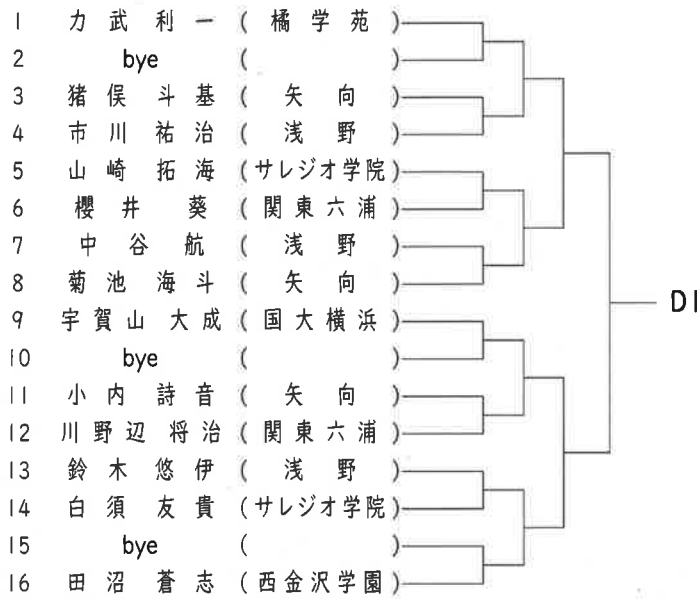 1 力武利一 (橘学苑)
2 bye ( )
3 猪俣斗基 (矢向)
4 市川祐治 (浅野)
5 山崎拓海 (サレジオ学院)
6 櫻井葵 (関東六浦)
7 中谷航 (浅野)
8 菊池海斗 (矢向)
9 宇賀山大成 (国大横浜)
D1
10 bye ( )
11 小内詩音 (矢向)
12 川野辺将治 (関東六浦)
13 鈴木悠伊 (浅野)
14 白須友貴 (サレジオ学院)
15 bye ( )
16 田沼蒼志 (西金沢学園)